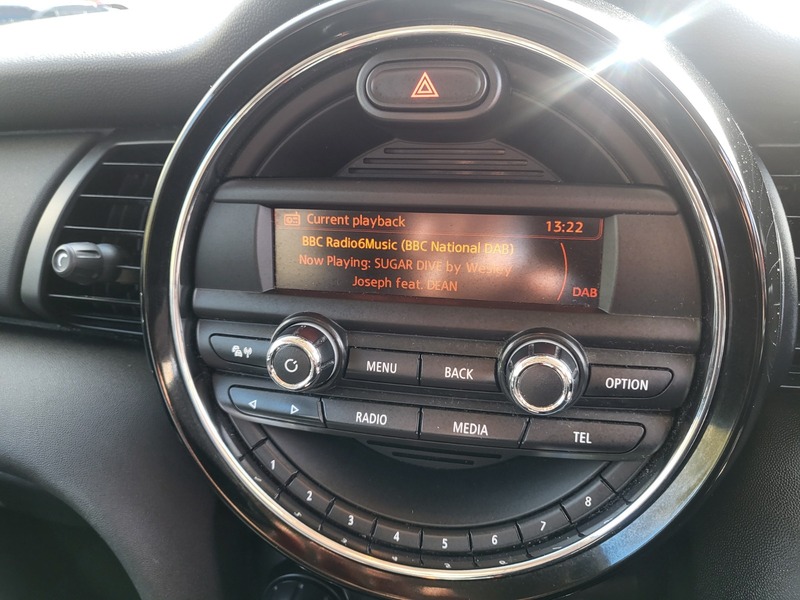 Current playback 13:22
BBC Radio6Music (BBC National DAB)
Now Playing: SUGAR DIVE by Wesley
Joseph feat. DEAN
DAB
MENU BACK OPTION
RADIO MEDIA TEL
1 2 3 4 5 6 7 8